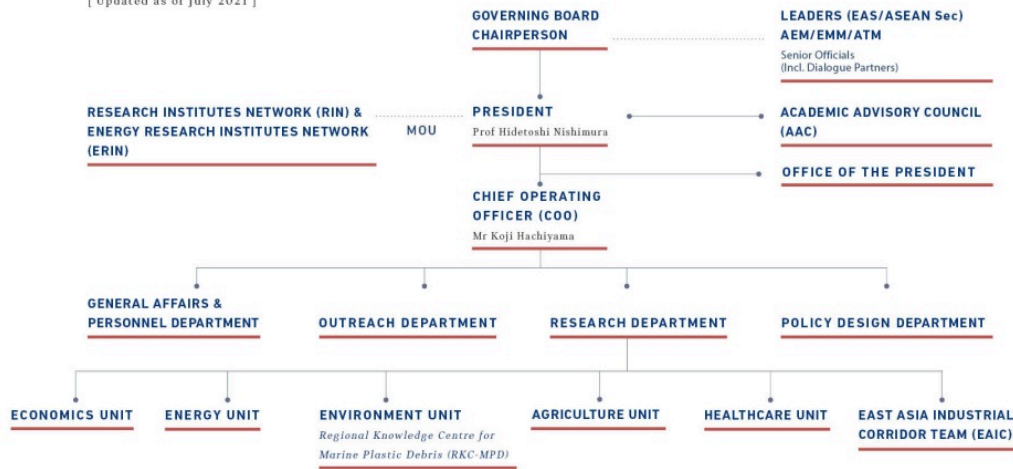 [ Updated as of July 2021 ]
GOVERNING BOARD
CHAIRPERSON
LEADERS (EAS/ASEAN Sec)
AEM/EMM/ATM
Senior Officials
(Incl. Dialogue Partners)
RESEARCH INSTITUTES NETWORK (RIN) &
ENERGY RESEARCH INSTITUTES NETWORK
(ERIN)
MOU
PRESIDENT
Prof Hidetoshi Nishimura
ACADEMIC ADVISORY COUNCIL
(AAC)
OFFICE OF THE PRESIDENT
CHIEF OPERATING
OFFICER (COO)
Mr Koji Hachiyama
GENERAL AFFAIRS &
PERSONNEL DEPARTMENT
OUTREACH DEPARTMENT
RESEARCH DEPARTMENT
POLICY DESIGN DEPARTMENT
ECONOMICS UNIT
ENERGY UNIT
ENVIRONMENT UNIT
Regional Knowledge Centre for
Marine Plastic Debris (RKC-MPD)
AGRICULTURE UNIT
HEALTHCARE UNIT
EAST ASIA INDUSTRIAL
CORRIDOR TEAM (EAIC)